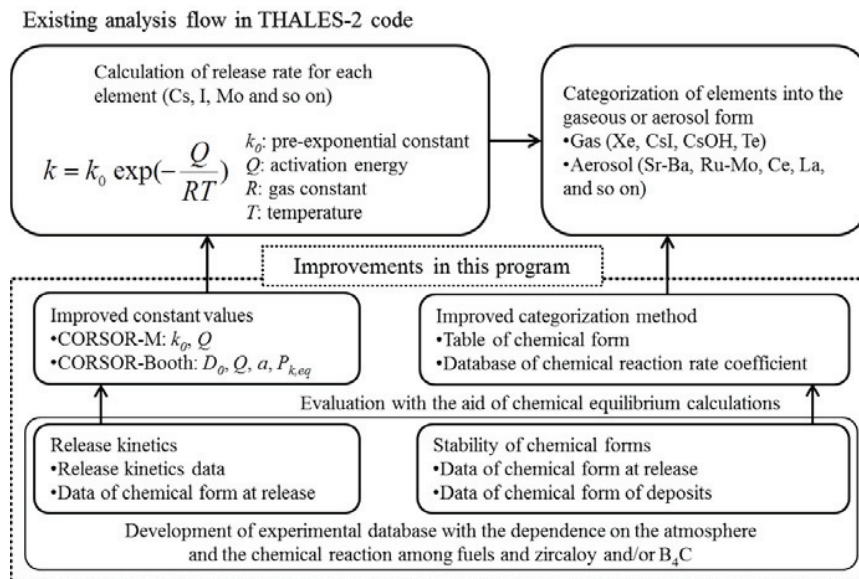 Existing analysis flow in THALES-2 code
Calculation of release rate for each
element (Cs, I, Mo and so on)
k = k₀ exp(-Q/RT)
k₀: pre-exponential constant
Q: activation energy
R: gas constant
T: temperature
Categorization of elements into the
gaseous or aerosol form
•Gas (Xe, CsI, CsOH, Te)
•Aerosol (Sr-Ba, Ru-Mo, Ce, La,
and so on)
Improvements in this program
Improved constant values
•CORSOR-M: k₀, Q
•CORSOR-Booth: D₀, Q, a, Pₖ,eq
Improved categorization method
•Table of chemical form
•Database of chemical reaction rate coefficient
Evaluation with the aid of chemical equilibrium calculations
Release kinetics
•Release kinetics data
•Data of chemical form at release
Stability of chemical forms
•Data of chemical form at release
•Data of chemical form of deposits
Development of experimental database with the dependence on the atmosphere
and the chemical reaction among fuels and zircaloy and/or B₄C